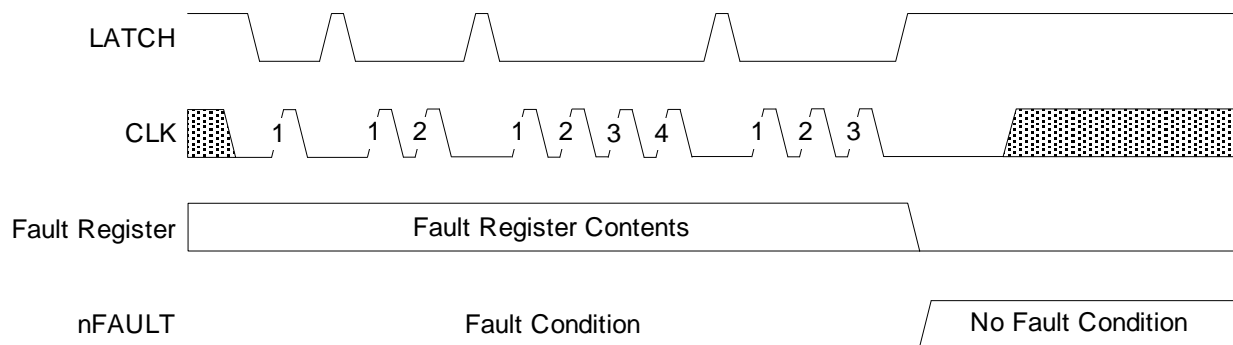 LATCH
CLK
1 1 2 1 2 3 4 1 2 3
Fault Register
Fault Register Contents
nFAULT
Fault Condition
No Fault Condition